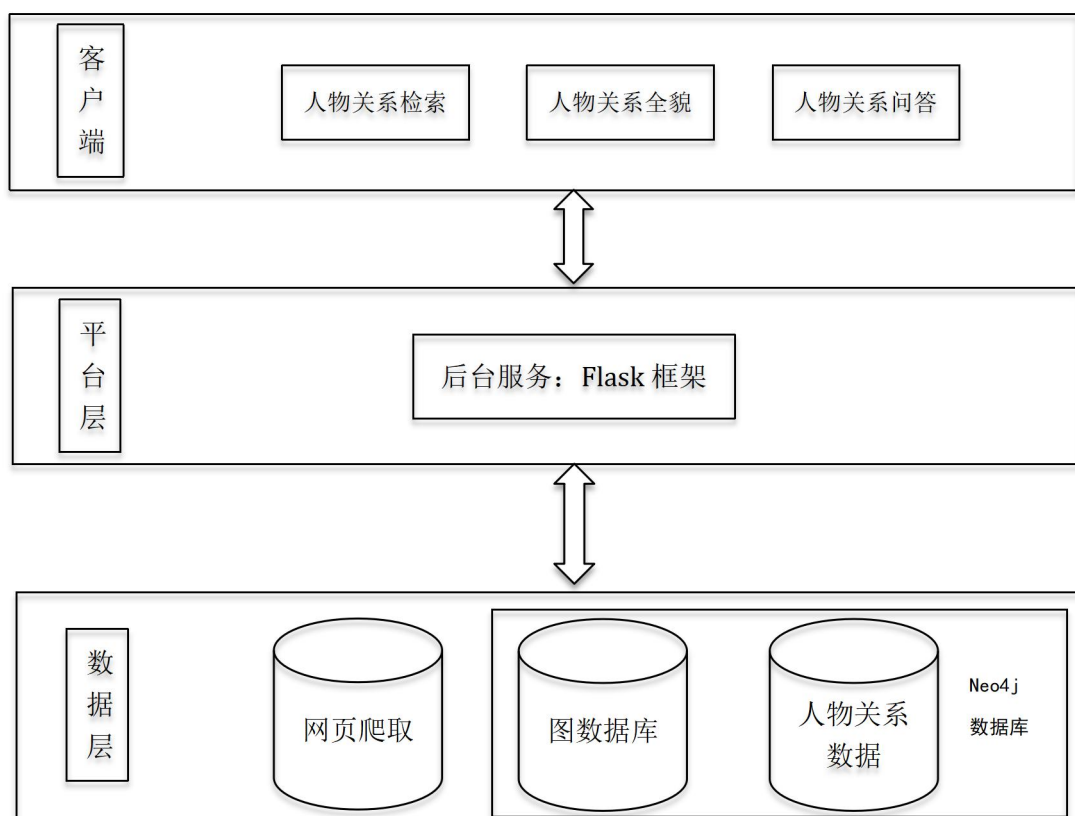 客户端
人物关系检索
人物关系全貌
人物关系问答
平台层
后台服务：Flask 框架
数据层
网页爬取
图数据库
人物关系
数据
Neo4j
数据库